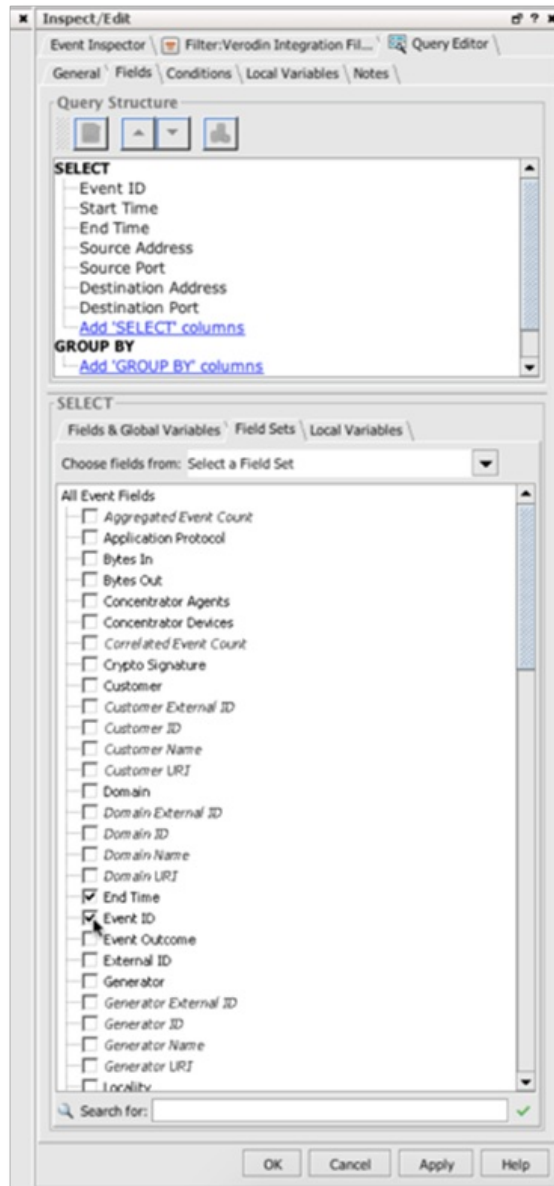 Inspect/Edit
Event Inspector Filter:Verodin Integration Fil... Query Editor
General Fields Conditions Local Variables Notes
Query Structure
SELECT
Event ID
Start Time
End Time
Source Address
Source Port
Destination Address
Destination Port
Add 'SELECT' columns
GROUP BY
Add 'GROUP BY' columns
SELECT
Fields & Global Variables Field Sets Local Variables
Choose fields from: Select a Field Set
All Event Fields
Aggregated Event Count
Application Protocol
Bytes In
Bytes Out
Concentrator Agents
Concentrator Devices
Correlated Event Count
Crypto Signature
Customer
Customer External ID
Customer ID
Customer Name
Customer URI
Domain
Domain External ID
Domain ID
Domain Name
Domain URI
End Time
Event ID
Event Outcome
External ID
Generator
Generator External ID
Generator ID
Generator Name
Generator URI
Locality
Search for:
OK Cancel Apply Help